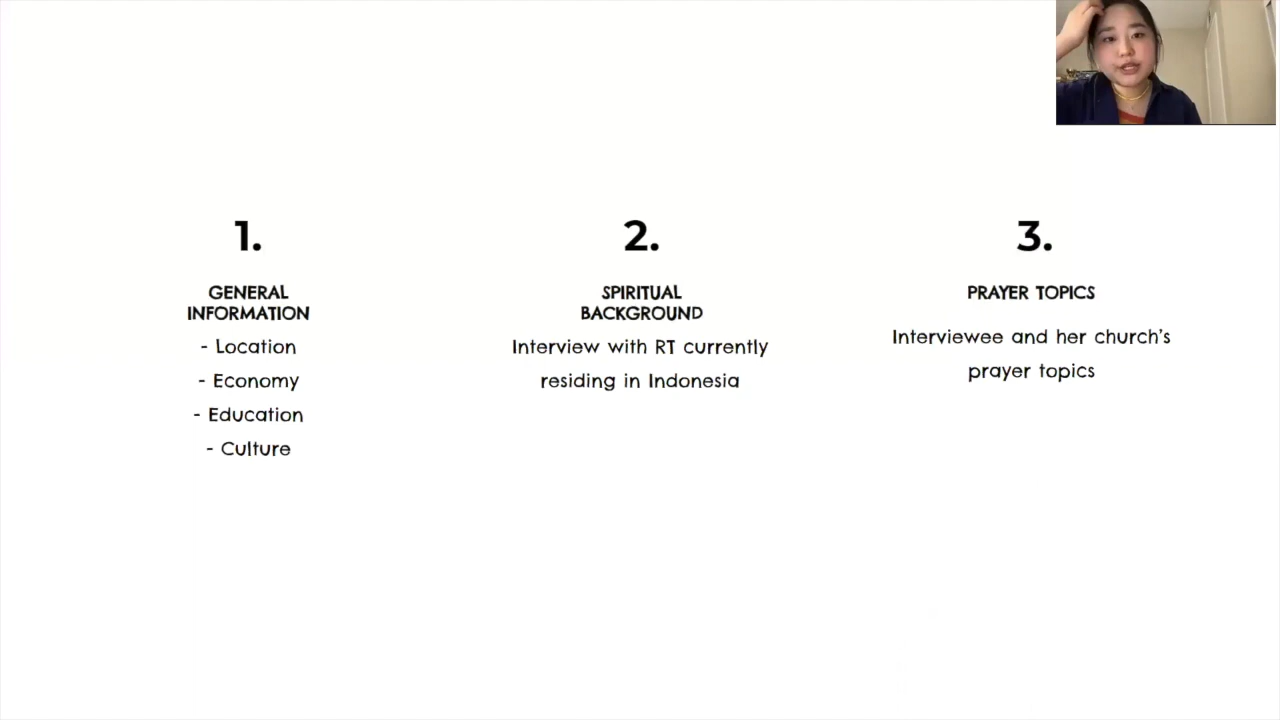 1.
GENERAL
INFORMATION
- Location
- Economy
- Education
- Culture
2.
SPIRITUAL
BACKGROUND
Interview with RT currently
residing in Indonesia
3.
PRAYER TOPICS
Interviewee and her church's
prayer topics